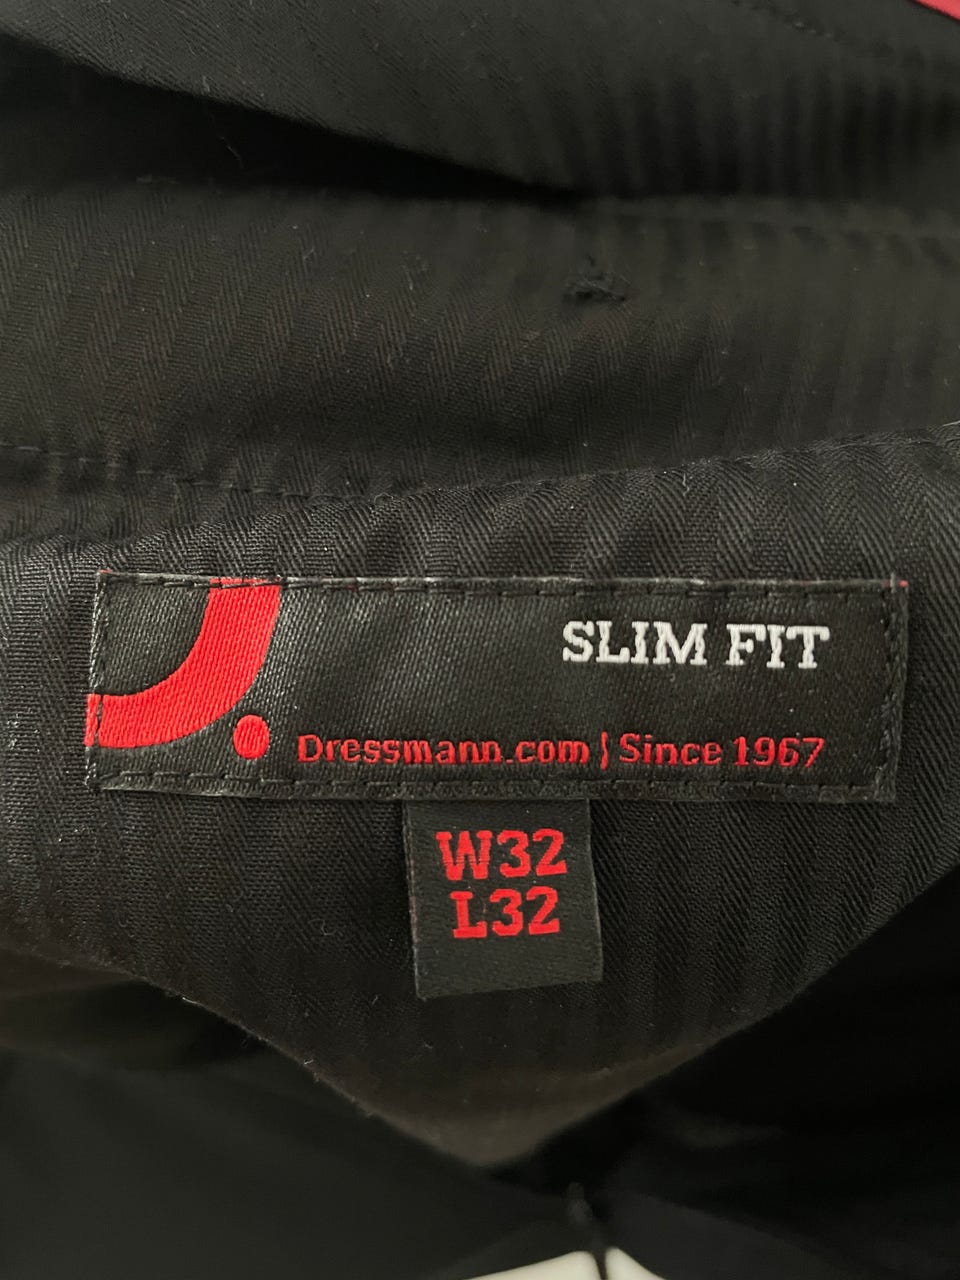 SLIM FIT
Dressmann.com | Since 1967
W32
L32